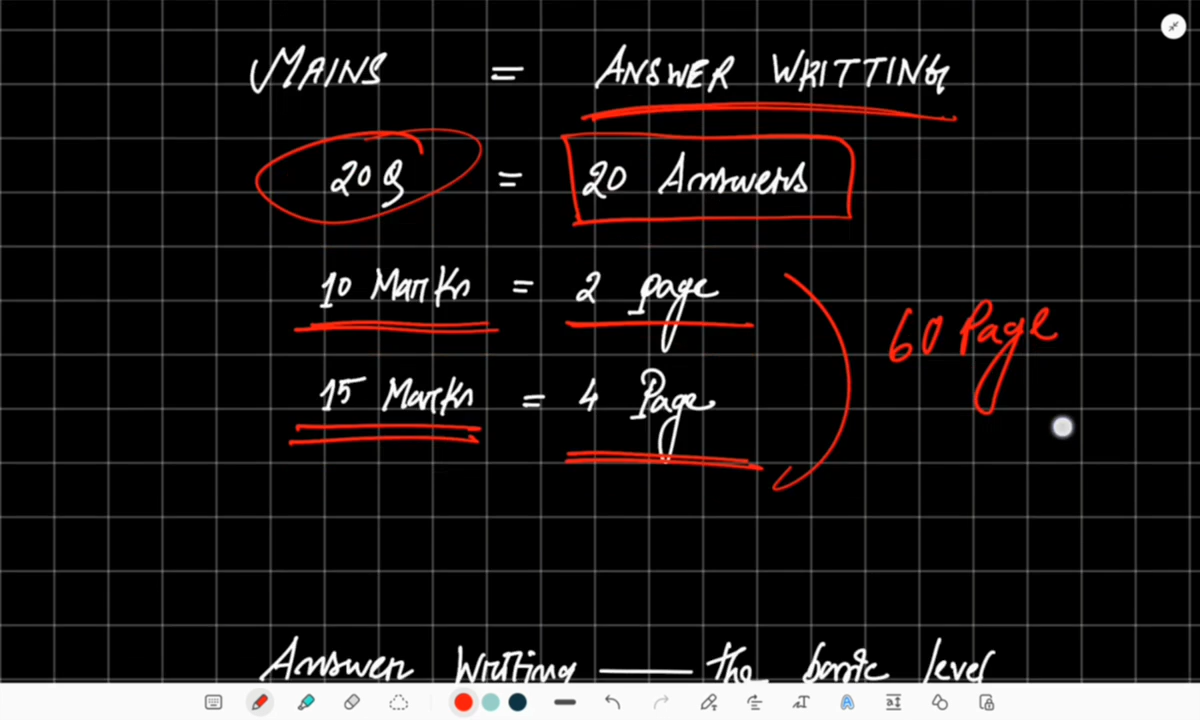 MAINS = ANSWER WRITTING
20Q = 20 Answers
10 Marks = 2 page
15 Marks = 4 Page
60 Page
Answer Writing — the basic level